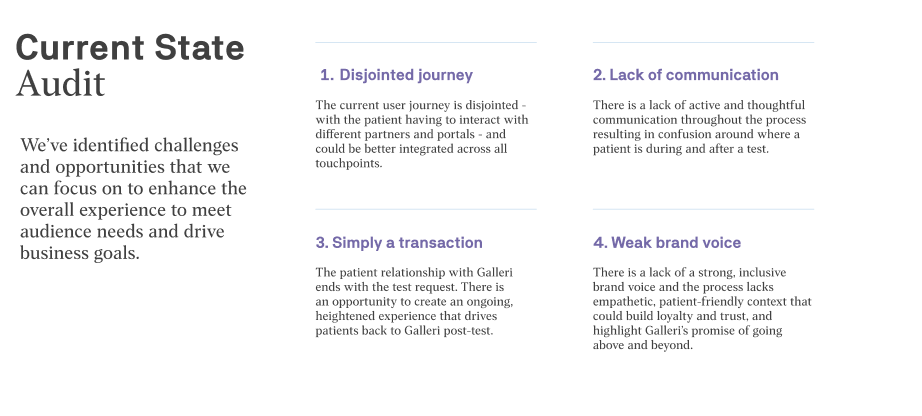 Current State
Audit
We've identified challenges
and opportunities that we
can focus on to enhance the
overall experience to meet
audience needs and drive
business goals.
1. Disjointed journey
The current user journey is disjointed -
with the patient having to interact with
different partners and portals - and
could be better integrated across all
touchpoints.
2. Lack of communication
There is a lack of active and thoughtful
communication throughout the process
resulting in confusion around where a
patient is during and after a test.
3. Simply a transaction
The patient relationship with Galleri
ends with the test request. There is
an opportunity to create an ongoing,
heightened experience that drives
patients back to Galleri post-test.
4. Weak brand voice
There is a lack of a strong, inclusive
brand voice and the process lacks
empathetic, patient-friendly context that
could build loyalty and trust, and
highlight Galleri's promise of going
above and beyond.